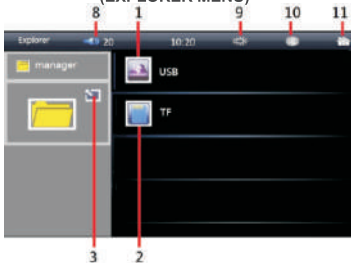 (EXPLORER MENU)
8 1 9 10 11
Explorer 20 10:20
manager
USB
TF
3 2